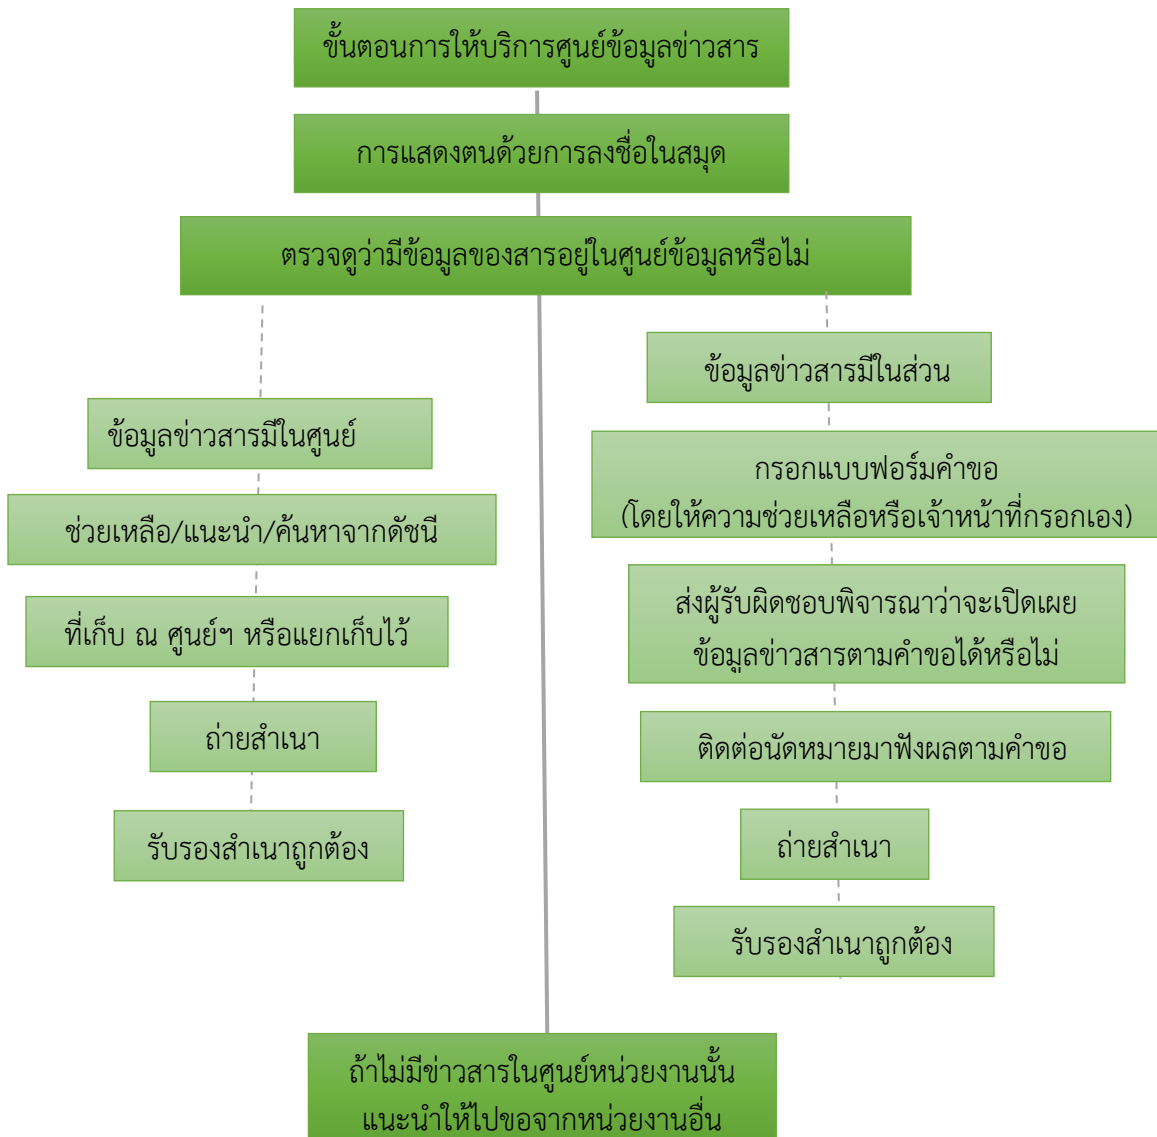 ขั้นตอนการให้บริการศูนย์ข้อมูลข่าวสาร
การแสดงตนด้วยการลงชื่อในสมุด
ตรวจดูว่ามีข้อมูลของสารอยู่ในศูนย์ข้อมูลหรือไม่
ข้อมูลข่าวสารมีในศูนย์
ช่วยเหลือ/แนะนำ/ค้นหาจากดัชนี
ที่เก็บ ณ ศูนย์ฯ หรือแยกเก็บไว้
ถ่ายสำเนา
รับรองสำเนาถูกต้อง
ข้อมูลข่าวสารมีในส่วน
กรอกแบบฟอร์มคำขอ
(โดยให้ความช่วยเหลือหรือเจ้าหน้าที่กรอกเอง)
ส่งผู้รับผิดชอบพิจารณาว่าจะเปิดเผย
ข้อมูลข่าวสารตามคำขอได้หรือไม่
ติดต่อนัดหมายมาฟังผลตามคำขอ
ถ่ายสำเนา
รับรองสำเนาถูกต้อง
ถ้าไม่มีข่าวสารในศูนย์หน่วยงานนั้น
แนะนำให้ไปขอจากหน่วยงานอื่น